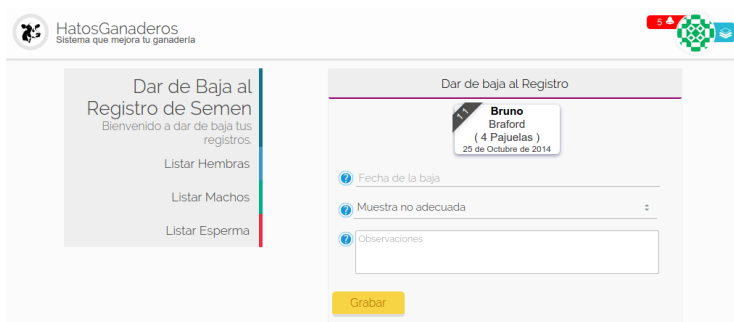 HatosGanaderos
Sistema que mejora tu ganadería
5
Dar de Baja al
Registro de Semen
Bienvenido a dar de baja tus
registros.
Listar Hembras
Listar Machos
Listar Esperma
Dar de baja al Registro
11
Bruno
Braford
( 4 Pajuelas )
25 de Octubre de 2014
? Fecha de la baja
? Muestra no adecuada
? Observaciones
Grabar